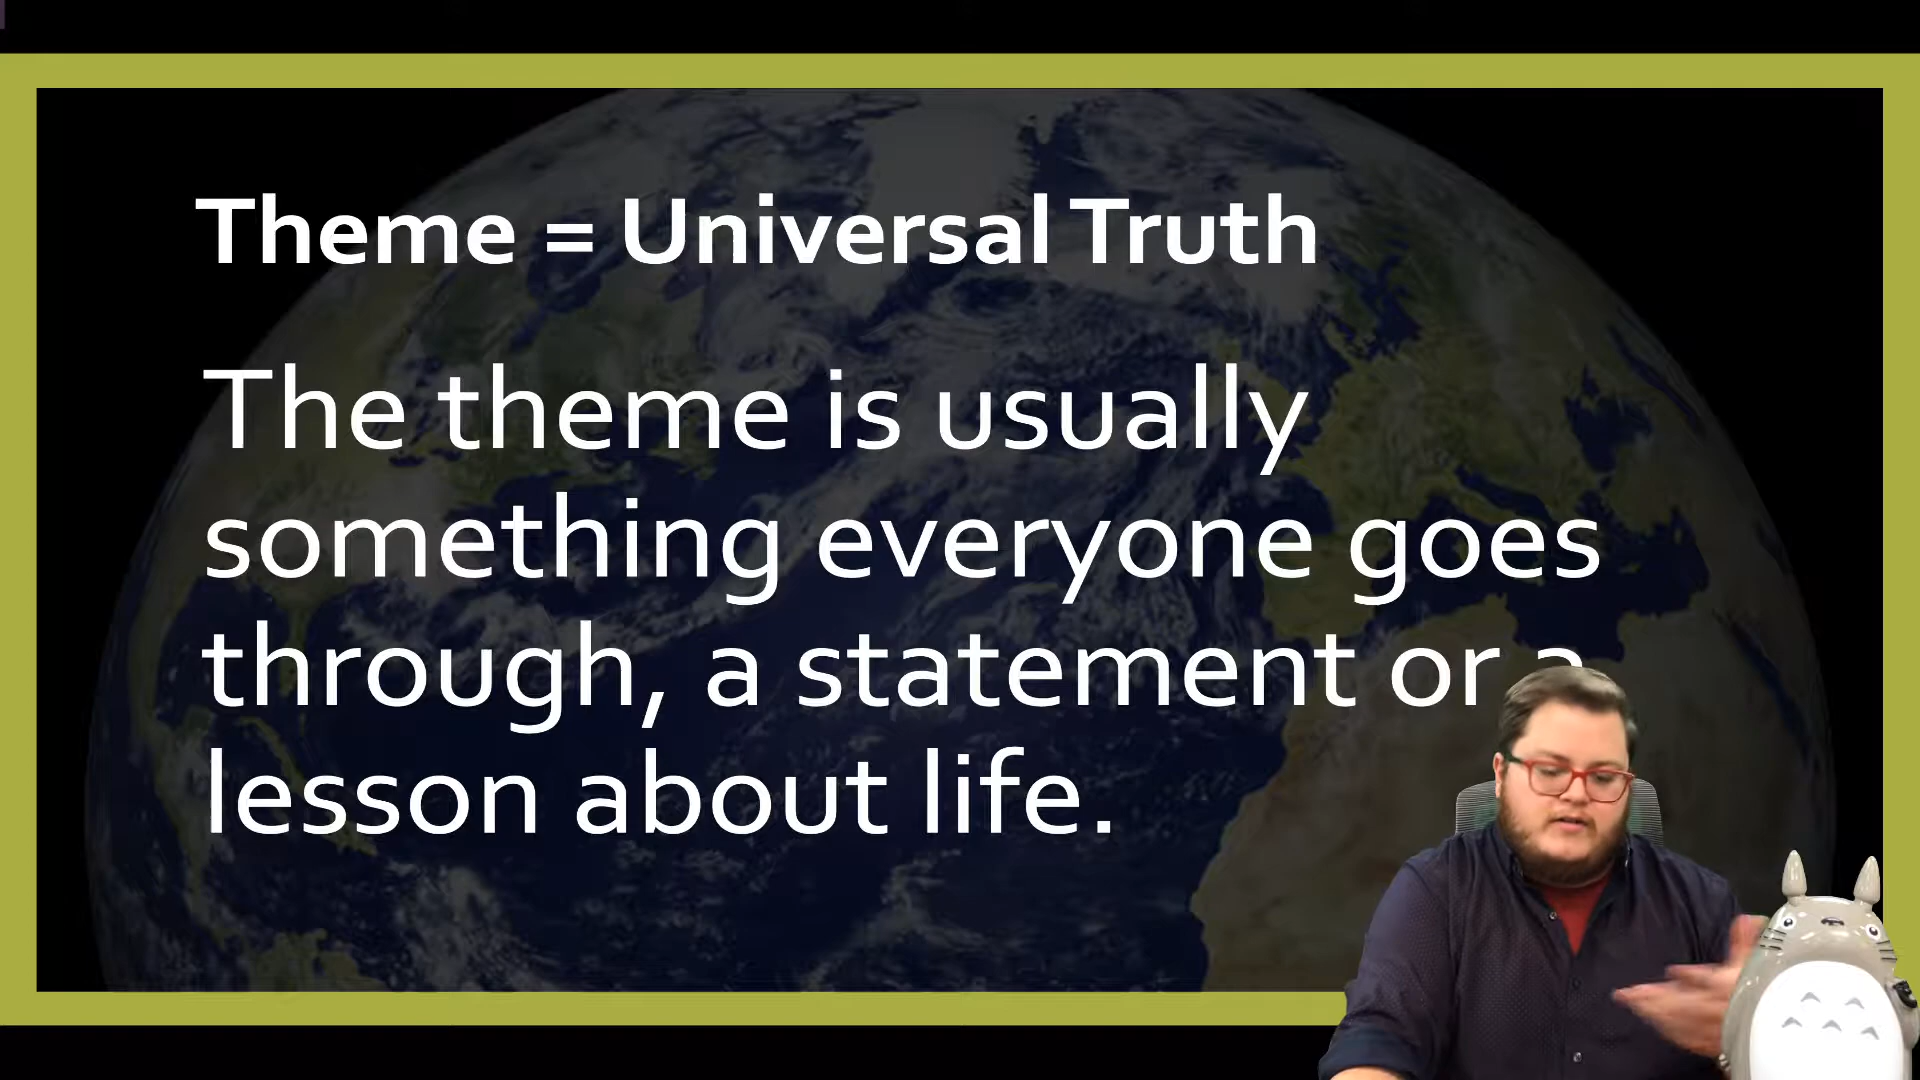 Theme = Universal Truth
The theme is usually
something everyone goes
through, a statement or a
lesson about life.